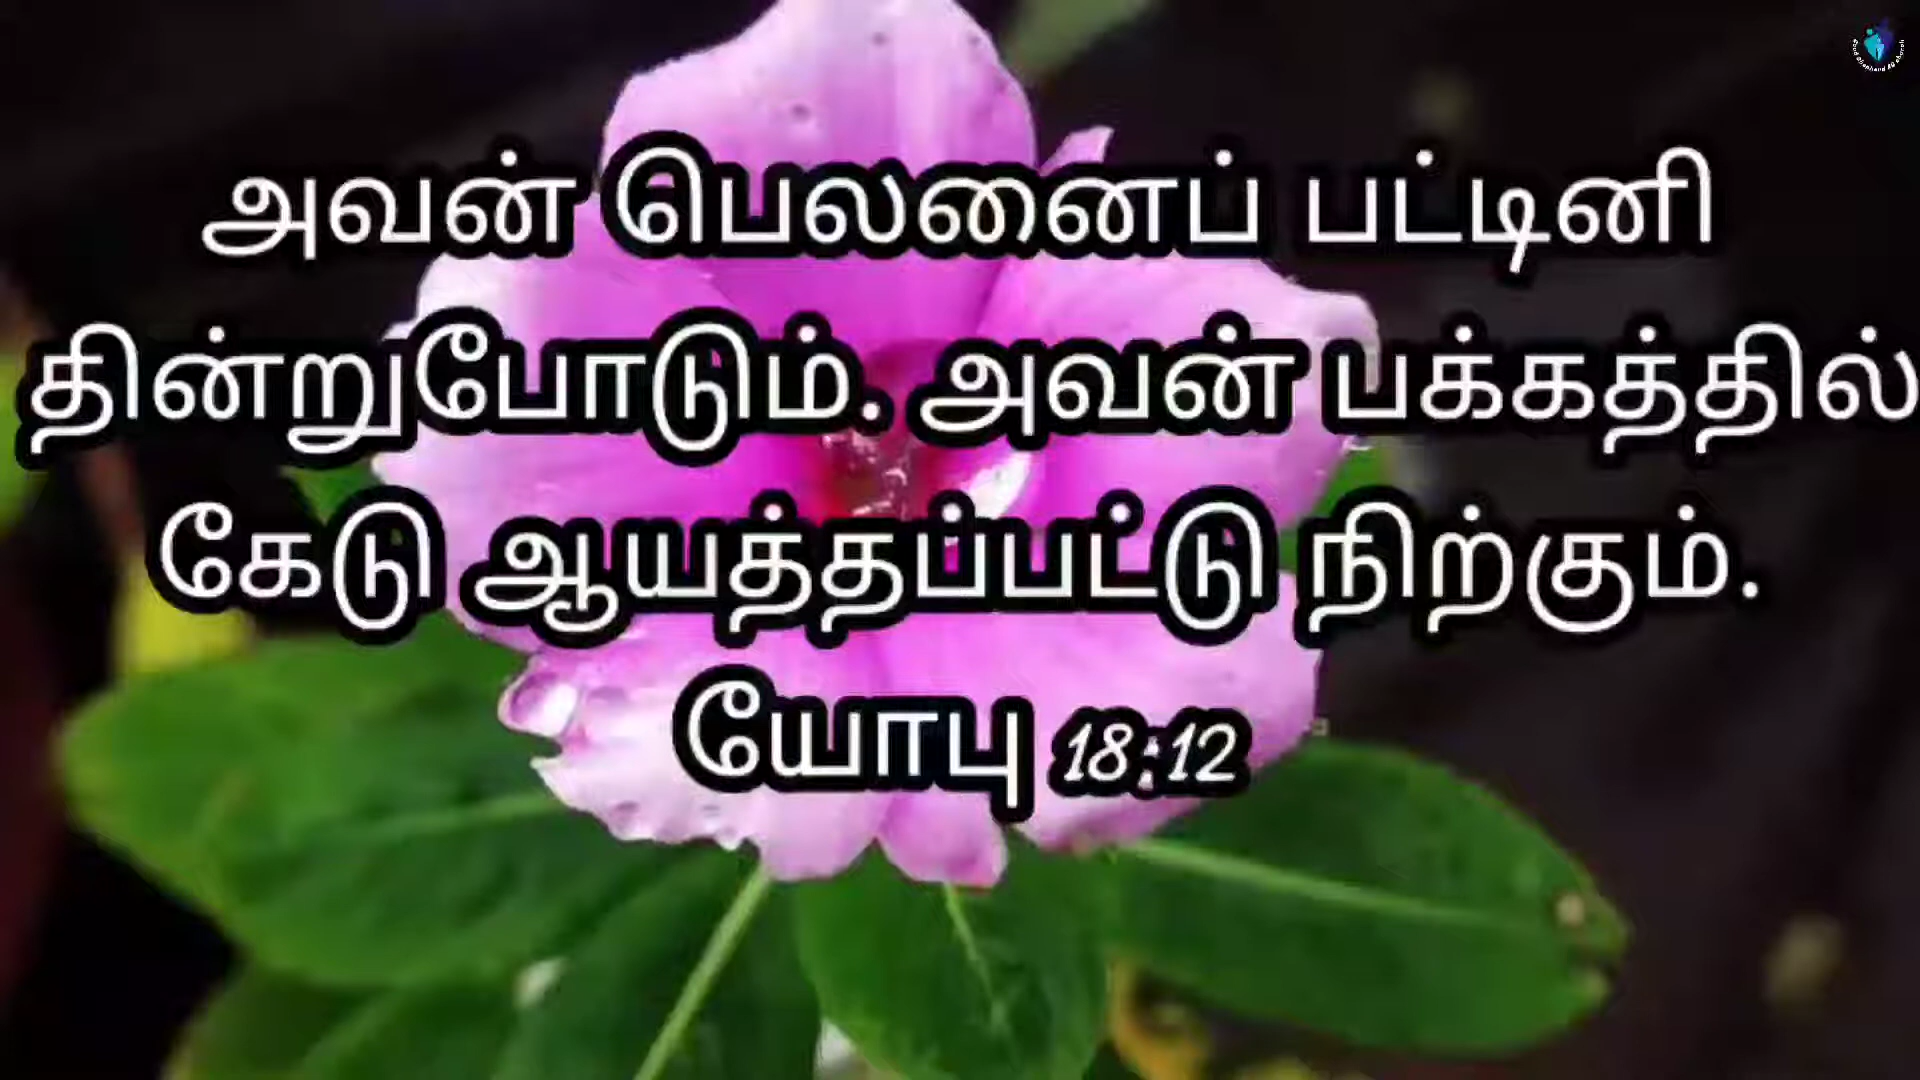 அவன் பெலனைப் பட்டினி
தின்றுபோடும். அவன் பக்கத்தில்
கேடு ஆயத்தப்பட்டு நிற்கும்.
யோபு 18:12